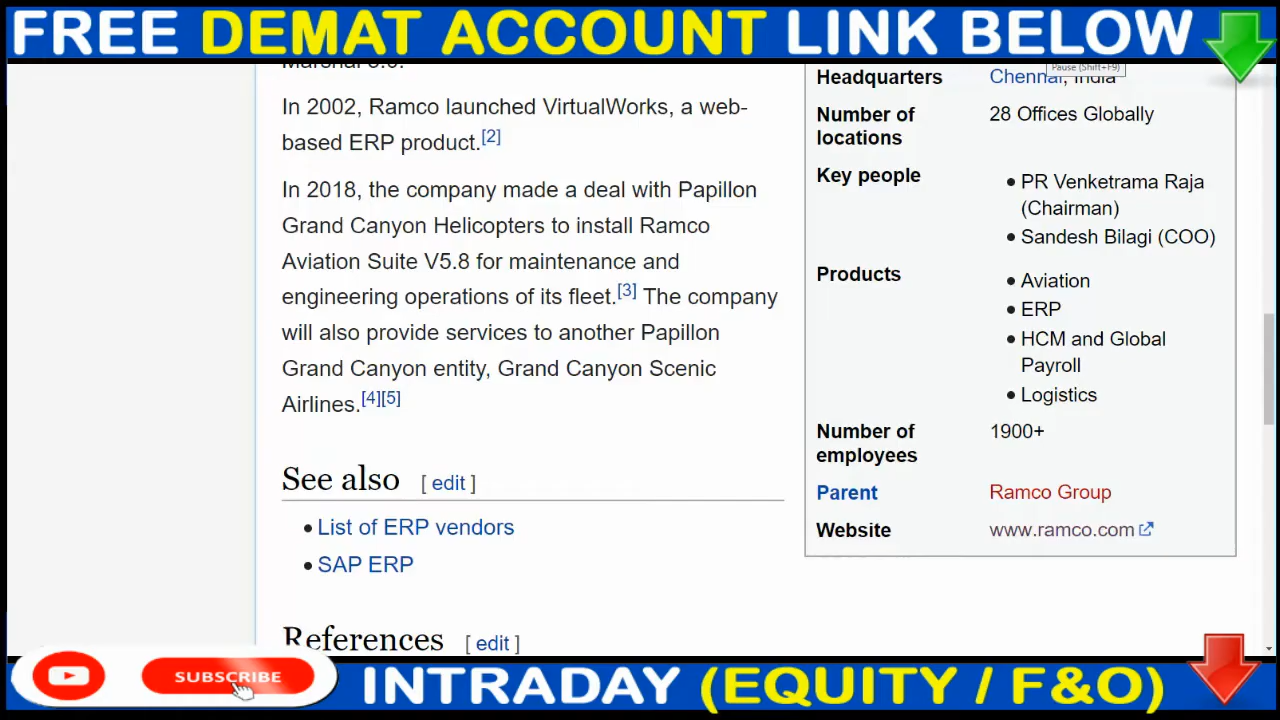 FREE DEMAT ACCOUNT LINK BELOW
Pause (Shift+F9)
In 2002, Ramco launched VirtualWorks, a web-
based ERP product.[2]
In 2018, the company made a deal with Papillon
Grand Canyon Helicopters to install Ramco
Aviation Suite V5.8 for maintenance and
engineering operations of its fleet.[3] The company
will also provide services to another Papillon
Grand Canyon entity, Grand Canyon Scenic
Airlines.[4][5]
See also [ edit ]
• List of ERP vendors
• SAP ERP
References [ edit ]
Headquarters Chennai, India
Number of 28 Offices Globally
locations
Key people • PR Venketrama Raja
(Chairman)
• Sandesh Bilagi (COO)
Products • Aviation
• ERP
• HCM and Global
Payroll
• Logistics
Number of 1900+
employees
Parent Ramco Group
Website www.ramco.com
SUBSCRIBE
INTRADAY (EQUITY / F&O)